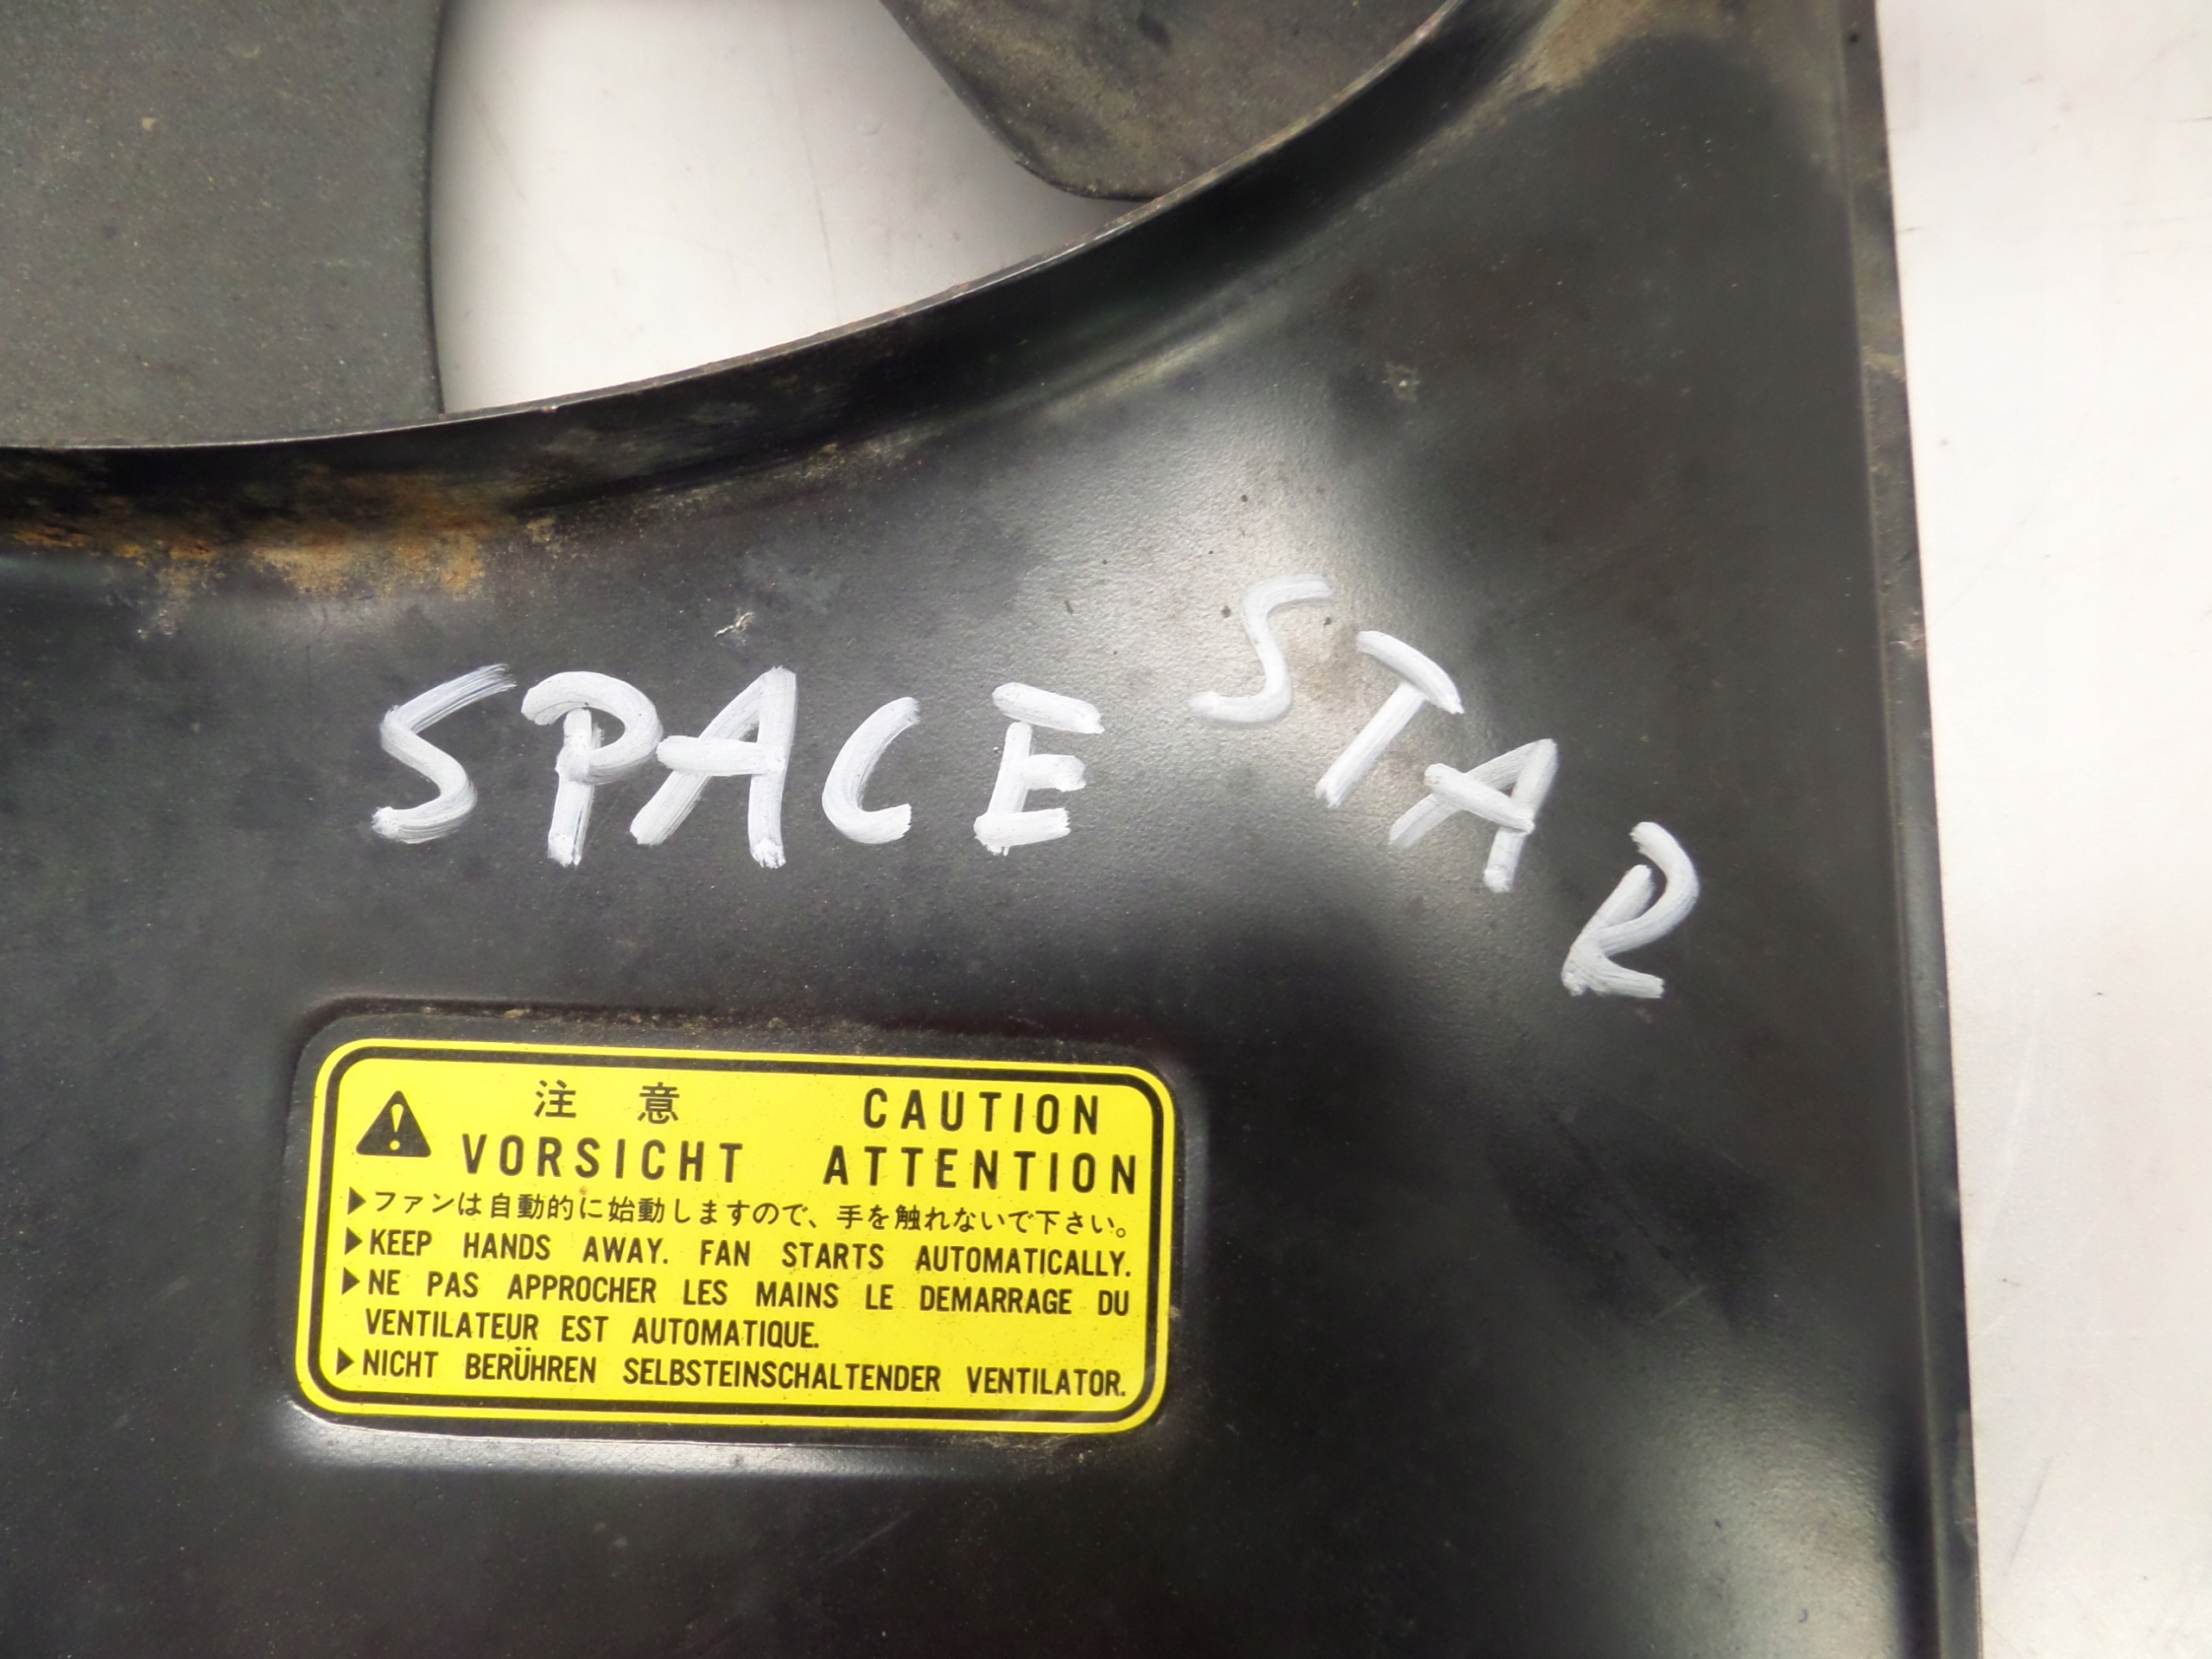 SPACE STAR
注意 CAUTION
VORSICHT ATTENTION
▶ファンは自動的に始動しますので、手を触れないで下さい。
▶KEEP HANDS AWAY. FAN STARTS AUTOMATICALLY.
▶NE PAS APPROCHER LES MAINS LE DEMARRAGE DU
VENTILATEUR EST AUTOMATIQUE.
▶NICHT BERÜHREN SELBSTEINSCHALTENDER VENTILATOR.